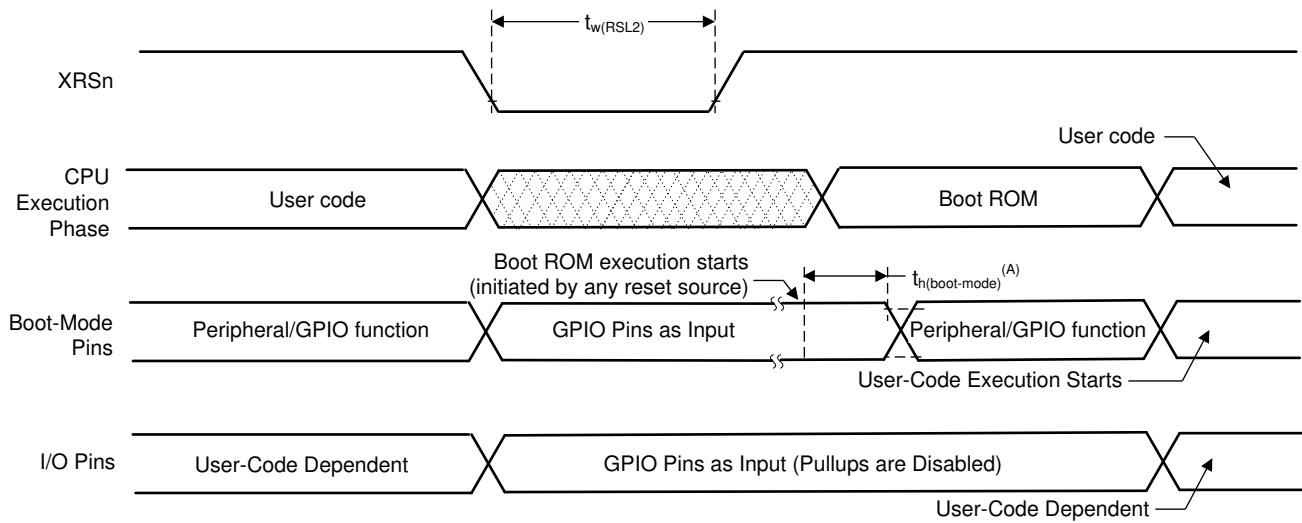 tw(RSL2)
XRSn
User code
CPU
Execution
Phase
User code
Boot ROM
Boot ROM execution starts
(initiated by any reset source)
th(boot-mode)(A)
Boot-Mode
Pins
Peripheral/GPIO function
GPIO Pins as Input
Peripheral/GPIO function
User-Code Execution Starts
I/O Pins
User-Code Dependent
GPIO Pins as Input (Pullups are Disabled)
User-Code Dependent